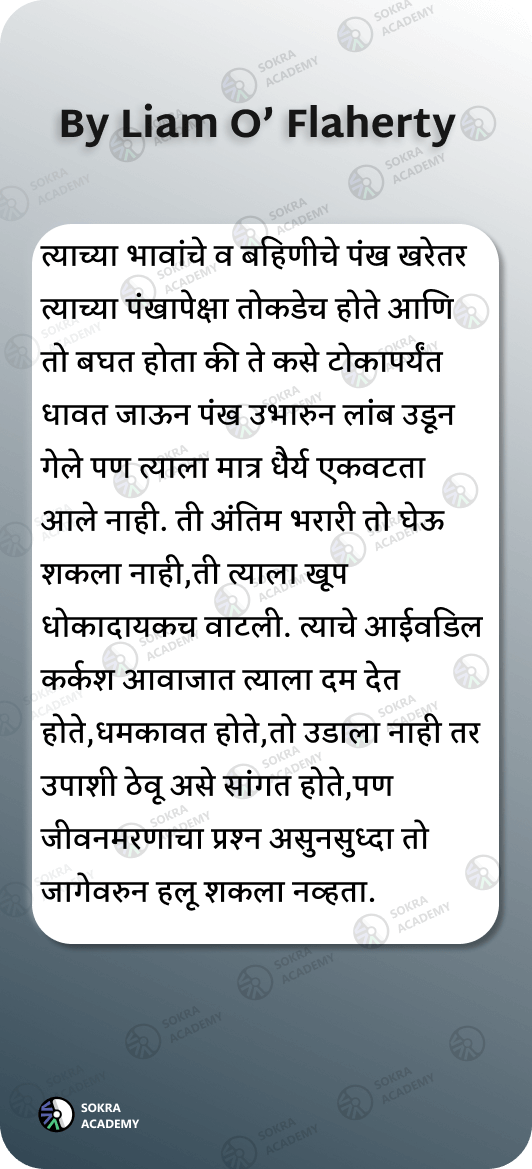 By Liam O’ Flaherty
त्याच्या भावांचे व बहिणीचे पंख खरेतर
त्याच्या पंखापेक्षा तोकडेच होते आणि
तो बघत होता की ते कसे टोकापर्यंत
धावत जाऊन पंख उभारुन लांब उडून
गेले पण त्याला मात्र धैर्य एकवटता
आले नाही. ती अंतिम भरारी तो घेऊ
शकला नाही,ती त्याला खूप
धोकादायकच वाटली. त्याचे आईवडिल
कर्कश आवाजात त्याला दम देत
होते,धमकावत होते,तो उडाला नाही तर
उपाशी ठेवू असे सांगत होते,पण
जीवनमरणाचा प्रश्न असुनसुध्दा तो
जागेवरुन हलू शकला नव्हता.
SOKRA
ACADEMY